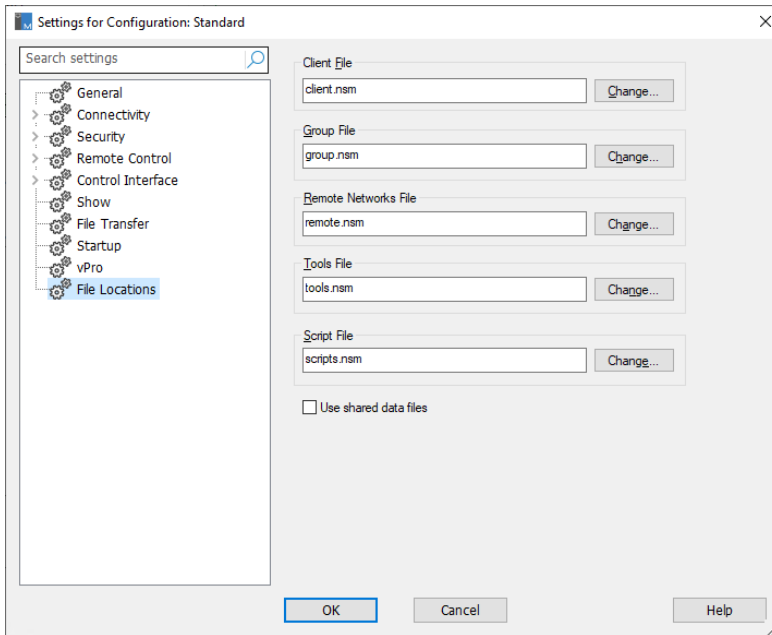 Settings for Configuration: Standard
Search settings
General
Connectivity
Security
Remote Control
Control Interface
Show
File Transfer
Startup
vPro
File Locations
Client File
client.nsm
Change...
Group File
group.nsm
Change...
Remote Networks File
remote.nsm
Change...
Tools File
tools.nsm
Change...
Script File
scripts.nsm
Change...
Use shared data files
OK
Cancel
Help